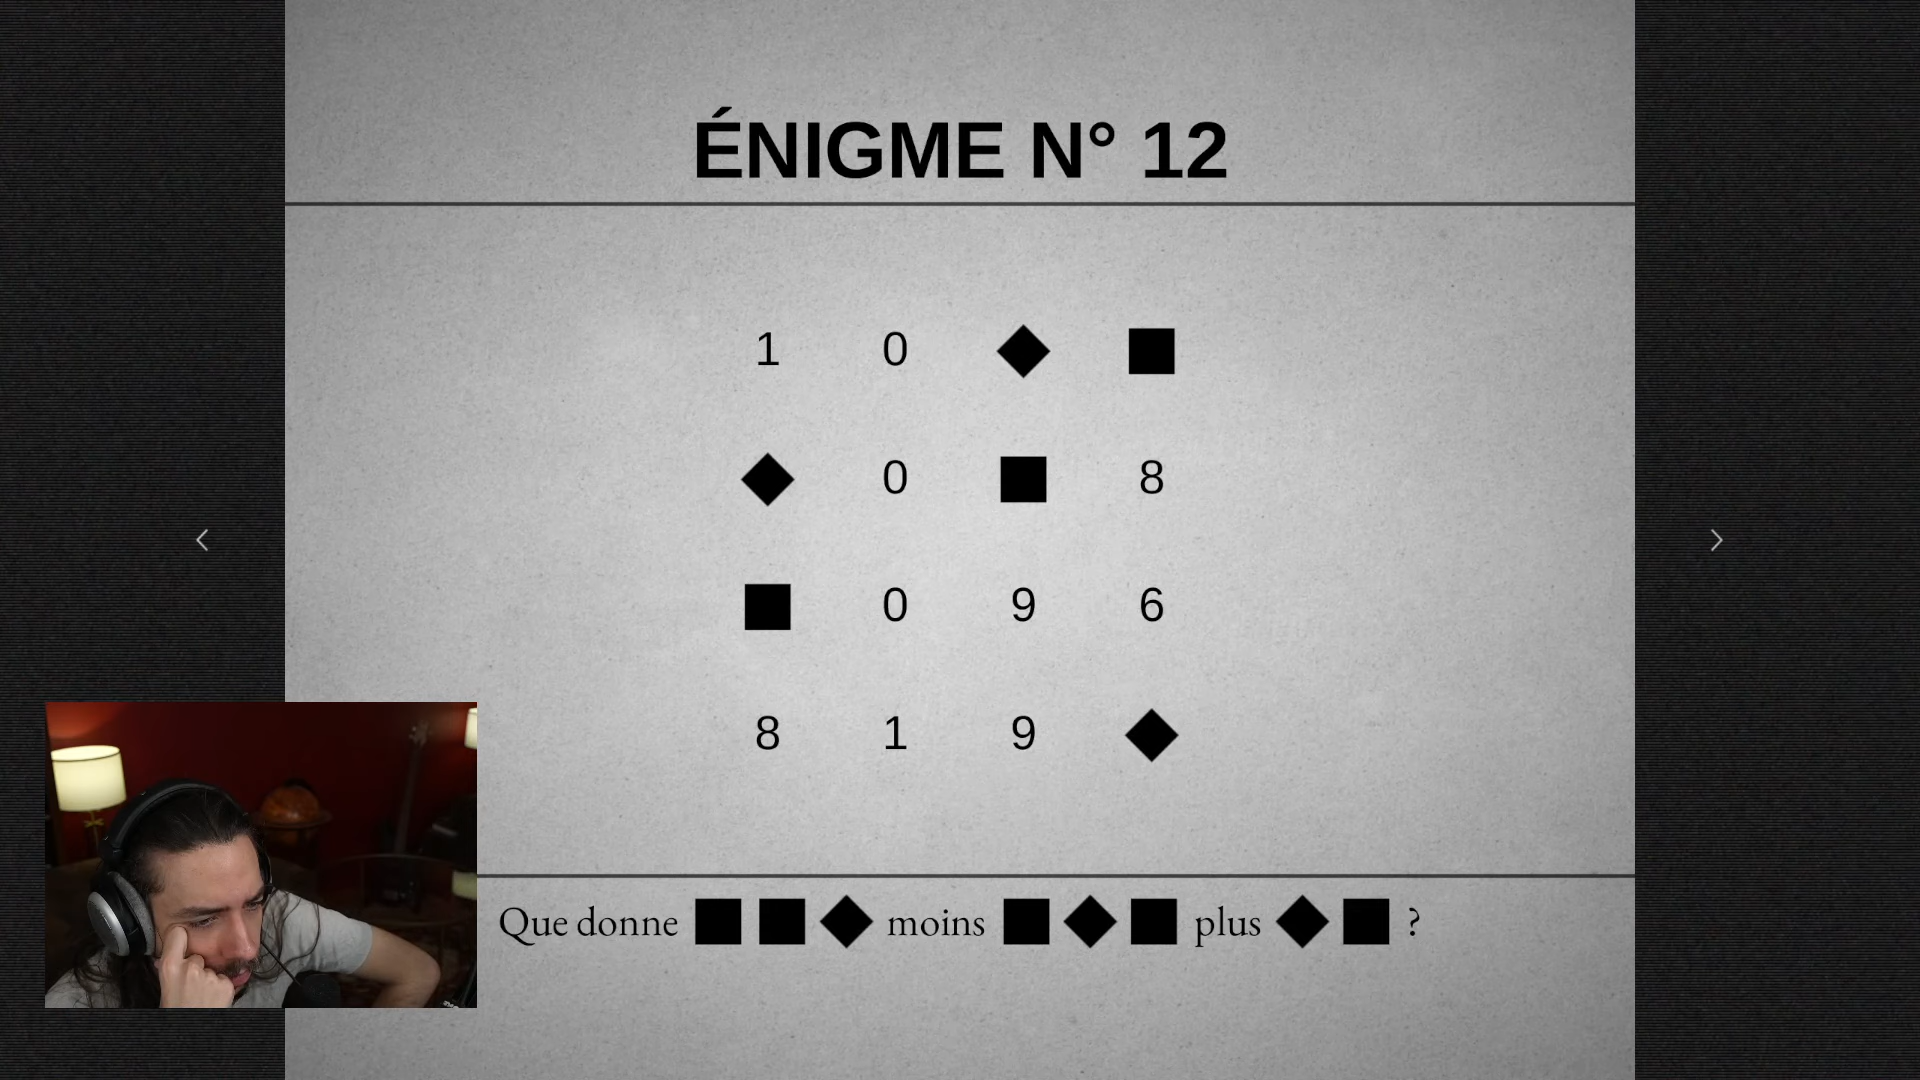 ÉNIGME N° 12
1 0 ◆ ■
◆ 0 ■ 8
■ 0 9 6
8 1 9 ◆
Que donne ■ ■ ◆ moins ■ ◆ ■ plus ◆ ■ ?